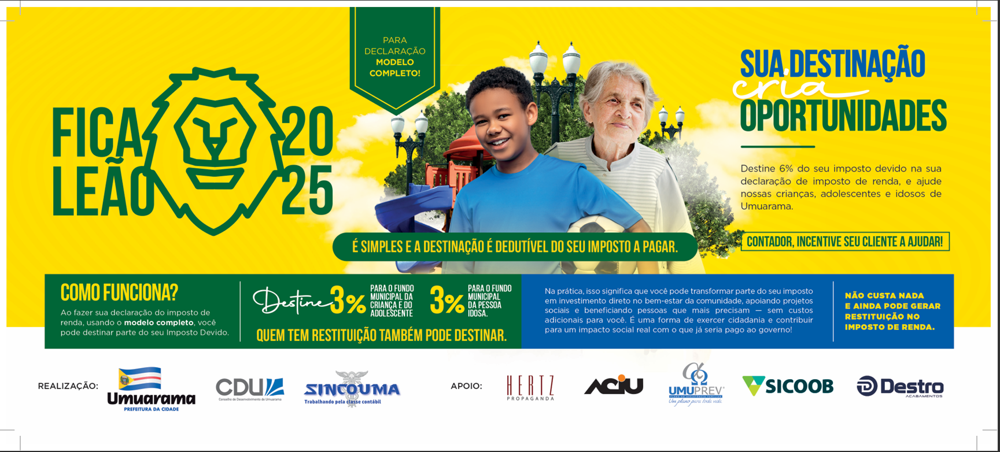 FICA
LEÃO
20
25
PARA
DECLARAÇÃO
MODELO
COMPLETO!
SUA DESTINAÇÃO
cria
OPORTUNIDADES
Destine 6% do seu imposto devido na sua
declaração de imposto de renda, e ajude
nossas crianças, adolescentes e idosos de
Umuarama.
CONTADOR, INCENTIVE SEU CLIENTE A AJUDAR!
É SIMPLES E A DESTINAÇÃO É DEDUTÍVEL DO SEU IMPOSTO A PAGAR.
COMO FUNCIONA?
Ao fazer sua declaração do imposto de
renda, usando o modelo completo, você
pode destinar parte do seu Imposto Devido.
Destine 3%
PARA O FUNDO
MUNICIPAL DA
CRIANÇA E DO
ADOLESCENTE
3%
PARA O FUNDO
MUNICIPAL
DA PESSOA
IDOSA.
QUEM TEM RESTITUIÇÃO TAMBÉM PODE DESTINAR.
Na prática, isso significa que você pode transformar parte do seu imposto
em investimento direto no bem-estar da comunidade, apoiando projetos
sociais e beneficiando pessoas que mais precisam — sem custos
adicionais para você. É uma forma de exercer cidadania e contribuir
para um impacto social real com o que já seria pago ao governo!
NÃO CUSTA NADA
E AINDA PODE GERAR
RESTITUIÇÃO NO
IMPOSTO DE RENDA.
REALIZAÇÃO:
Umuarama
PREFEITURA DA CIDADE
CDU
Conselho de Desenvolvimento de Umuarama
SINCOUMA
Trabalhando pela classe contábil
APOIO:
HERTZ
PROPAGANDA
ACIU
UMUPREV
PLANO DE ASSISTÊNCIA FAMILIAR
Um plano para toda vida
SICOOB
Destro
ACABAMENTOS